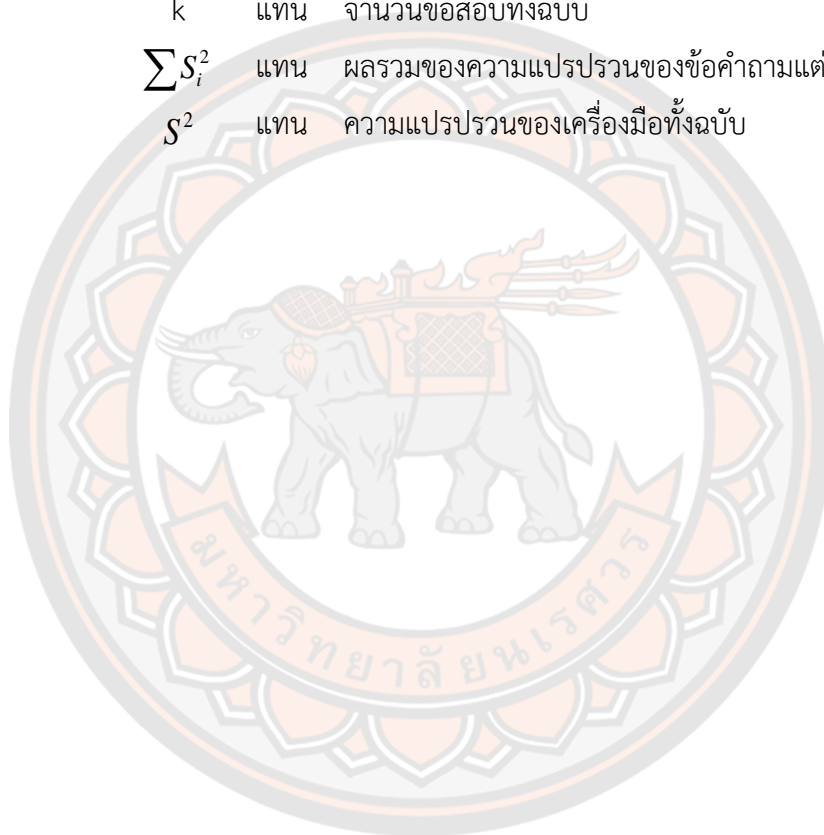 k แทน จำนวนข้อสอบทั้งฉบับ
∑S_i^2 แทน ผลรวมของความแปรปรวนของข้อคำถามแต่
S^2 แทน ความแปรปรวนของเครื่องมือทั้งฉบับ
มหาวิทยาลัยนเรศวร